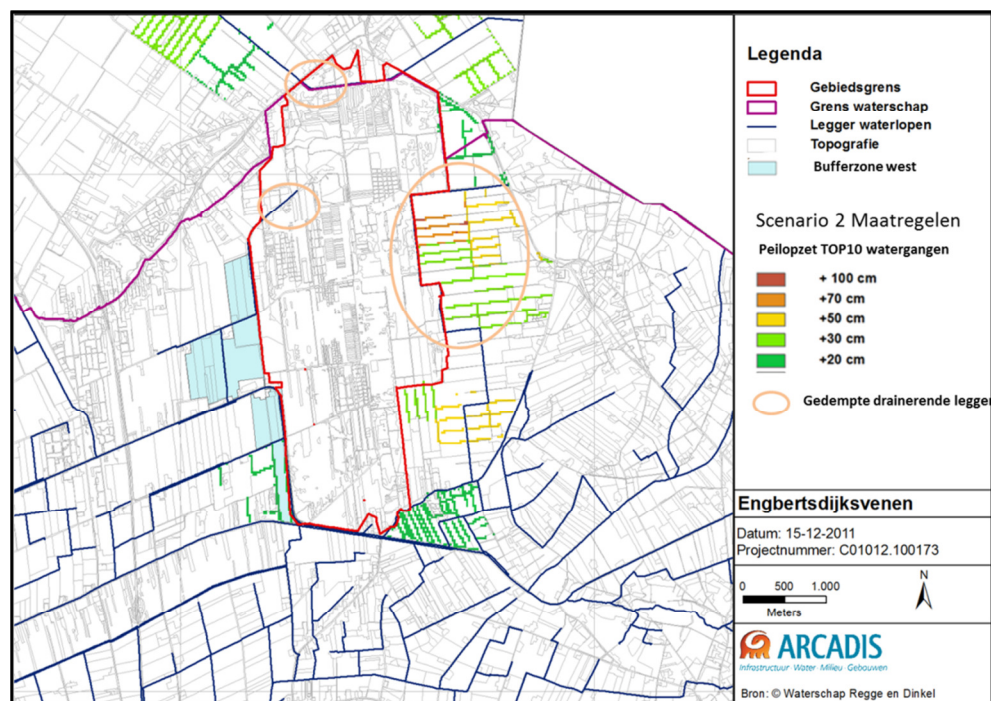 Legenda
Gebiedsgrens
Grens waterschap
Legger waterlopen
Topografie
Bufferzone west
Scenario 2 Maatregelen
Peilopzet TOP10 watergangen
+ 100 cm
+70 cm
+50 cm
+30 cm
+20 cm
Gedempte drainerende legger
Engbertsdijksvenen
Datum: 15-12-2011
Projectnummer: C01012.100173
0 500 1.000
Meters
N
ARCADIS
Infrastructuur Water Milieu Gebouwen
Bron: © Waterschap Regge en Dinkel